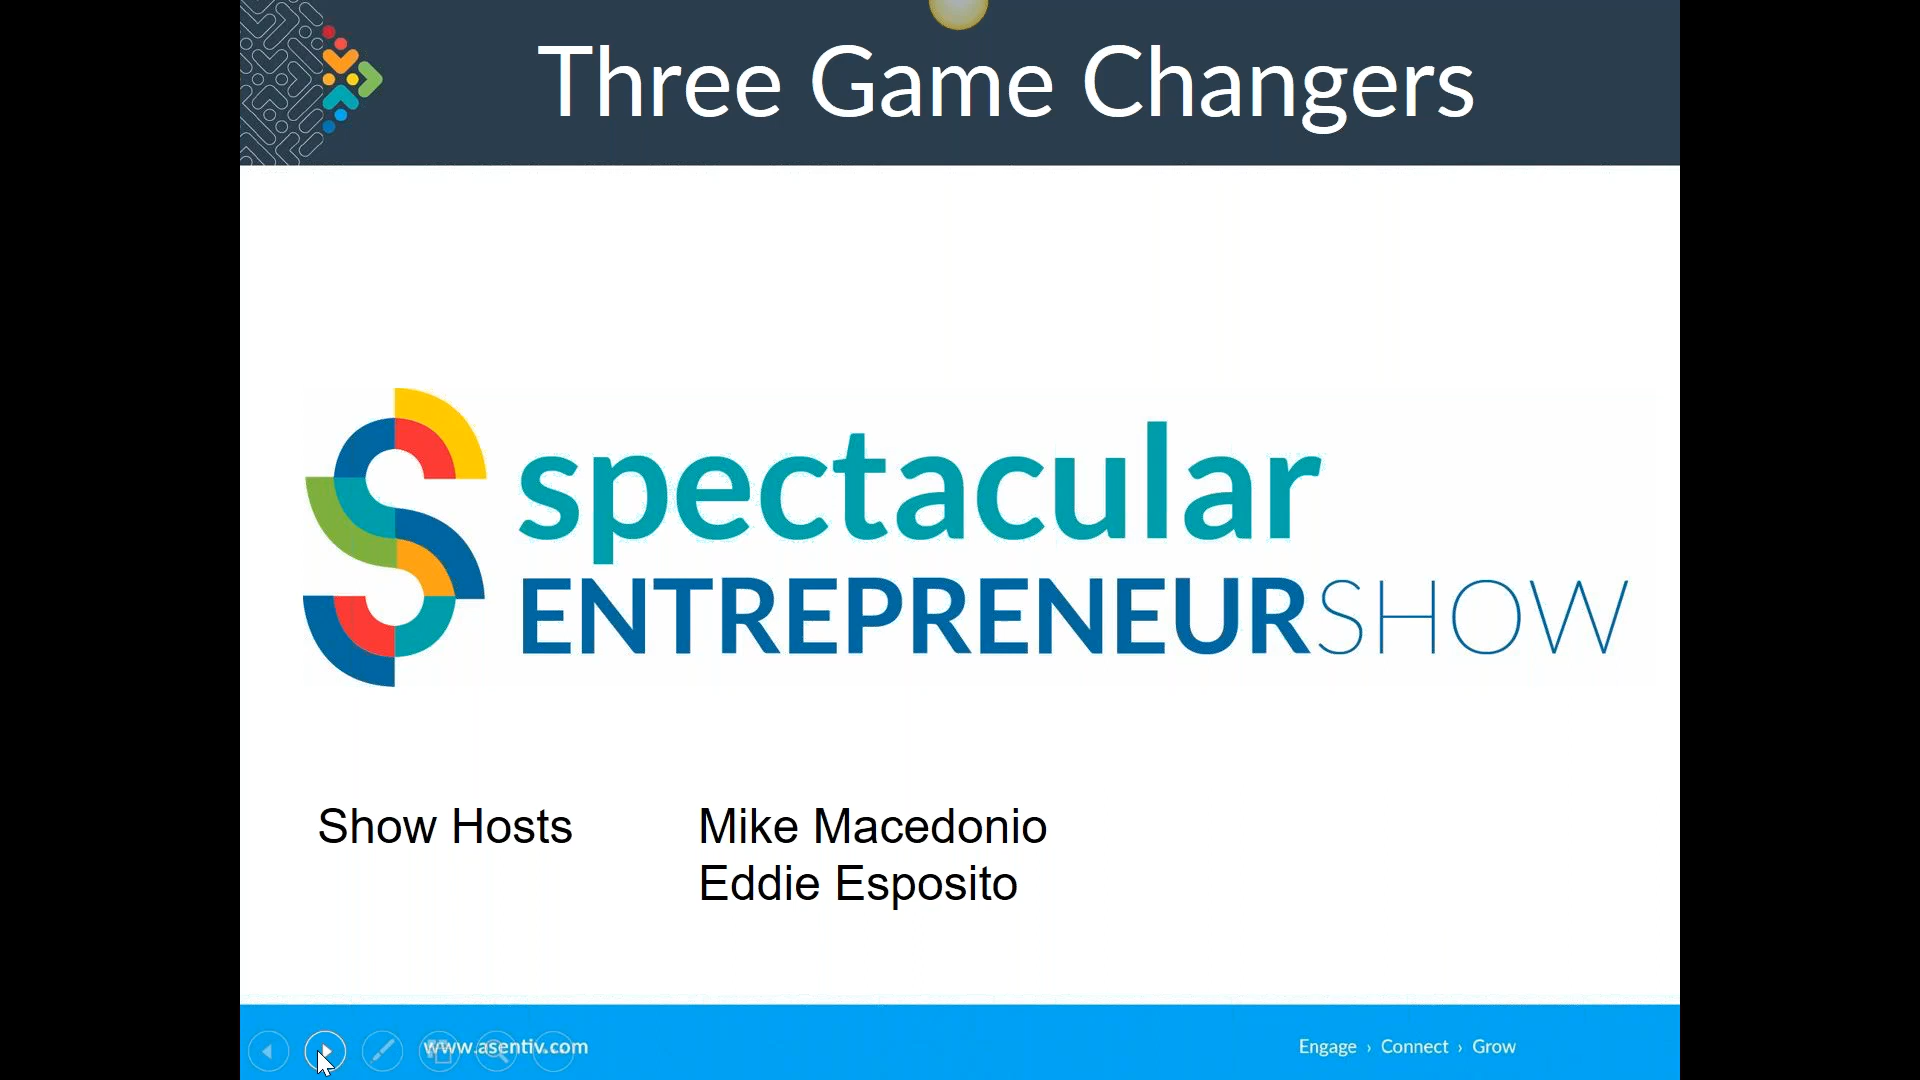 Three Game Changers
spectacular
ENTREPRENEURSHOW
Show Hosts
Mike Macedonio
Eddie Esposito
www.asentiv.com
Engage › Connect › Grow